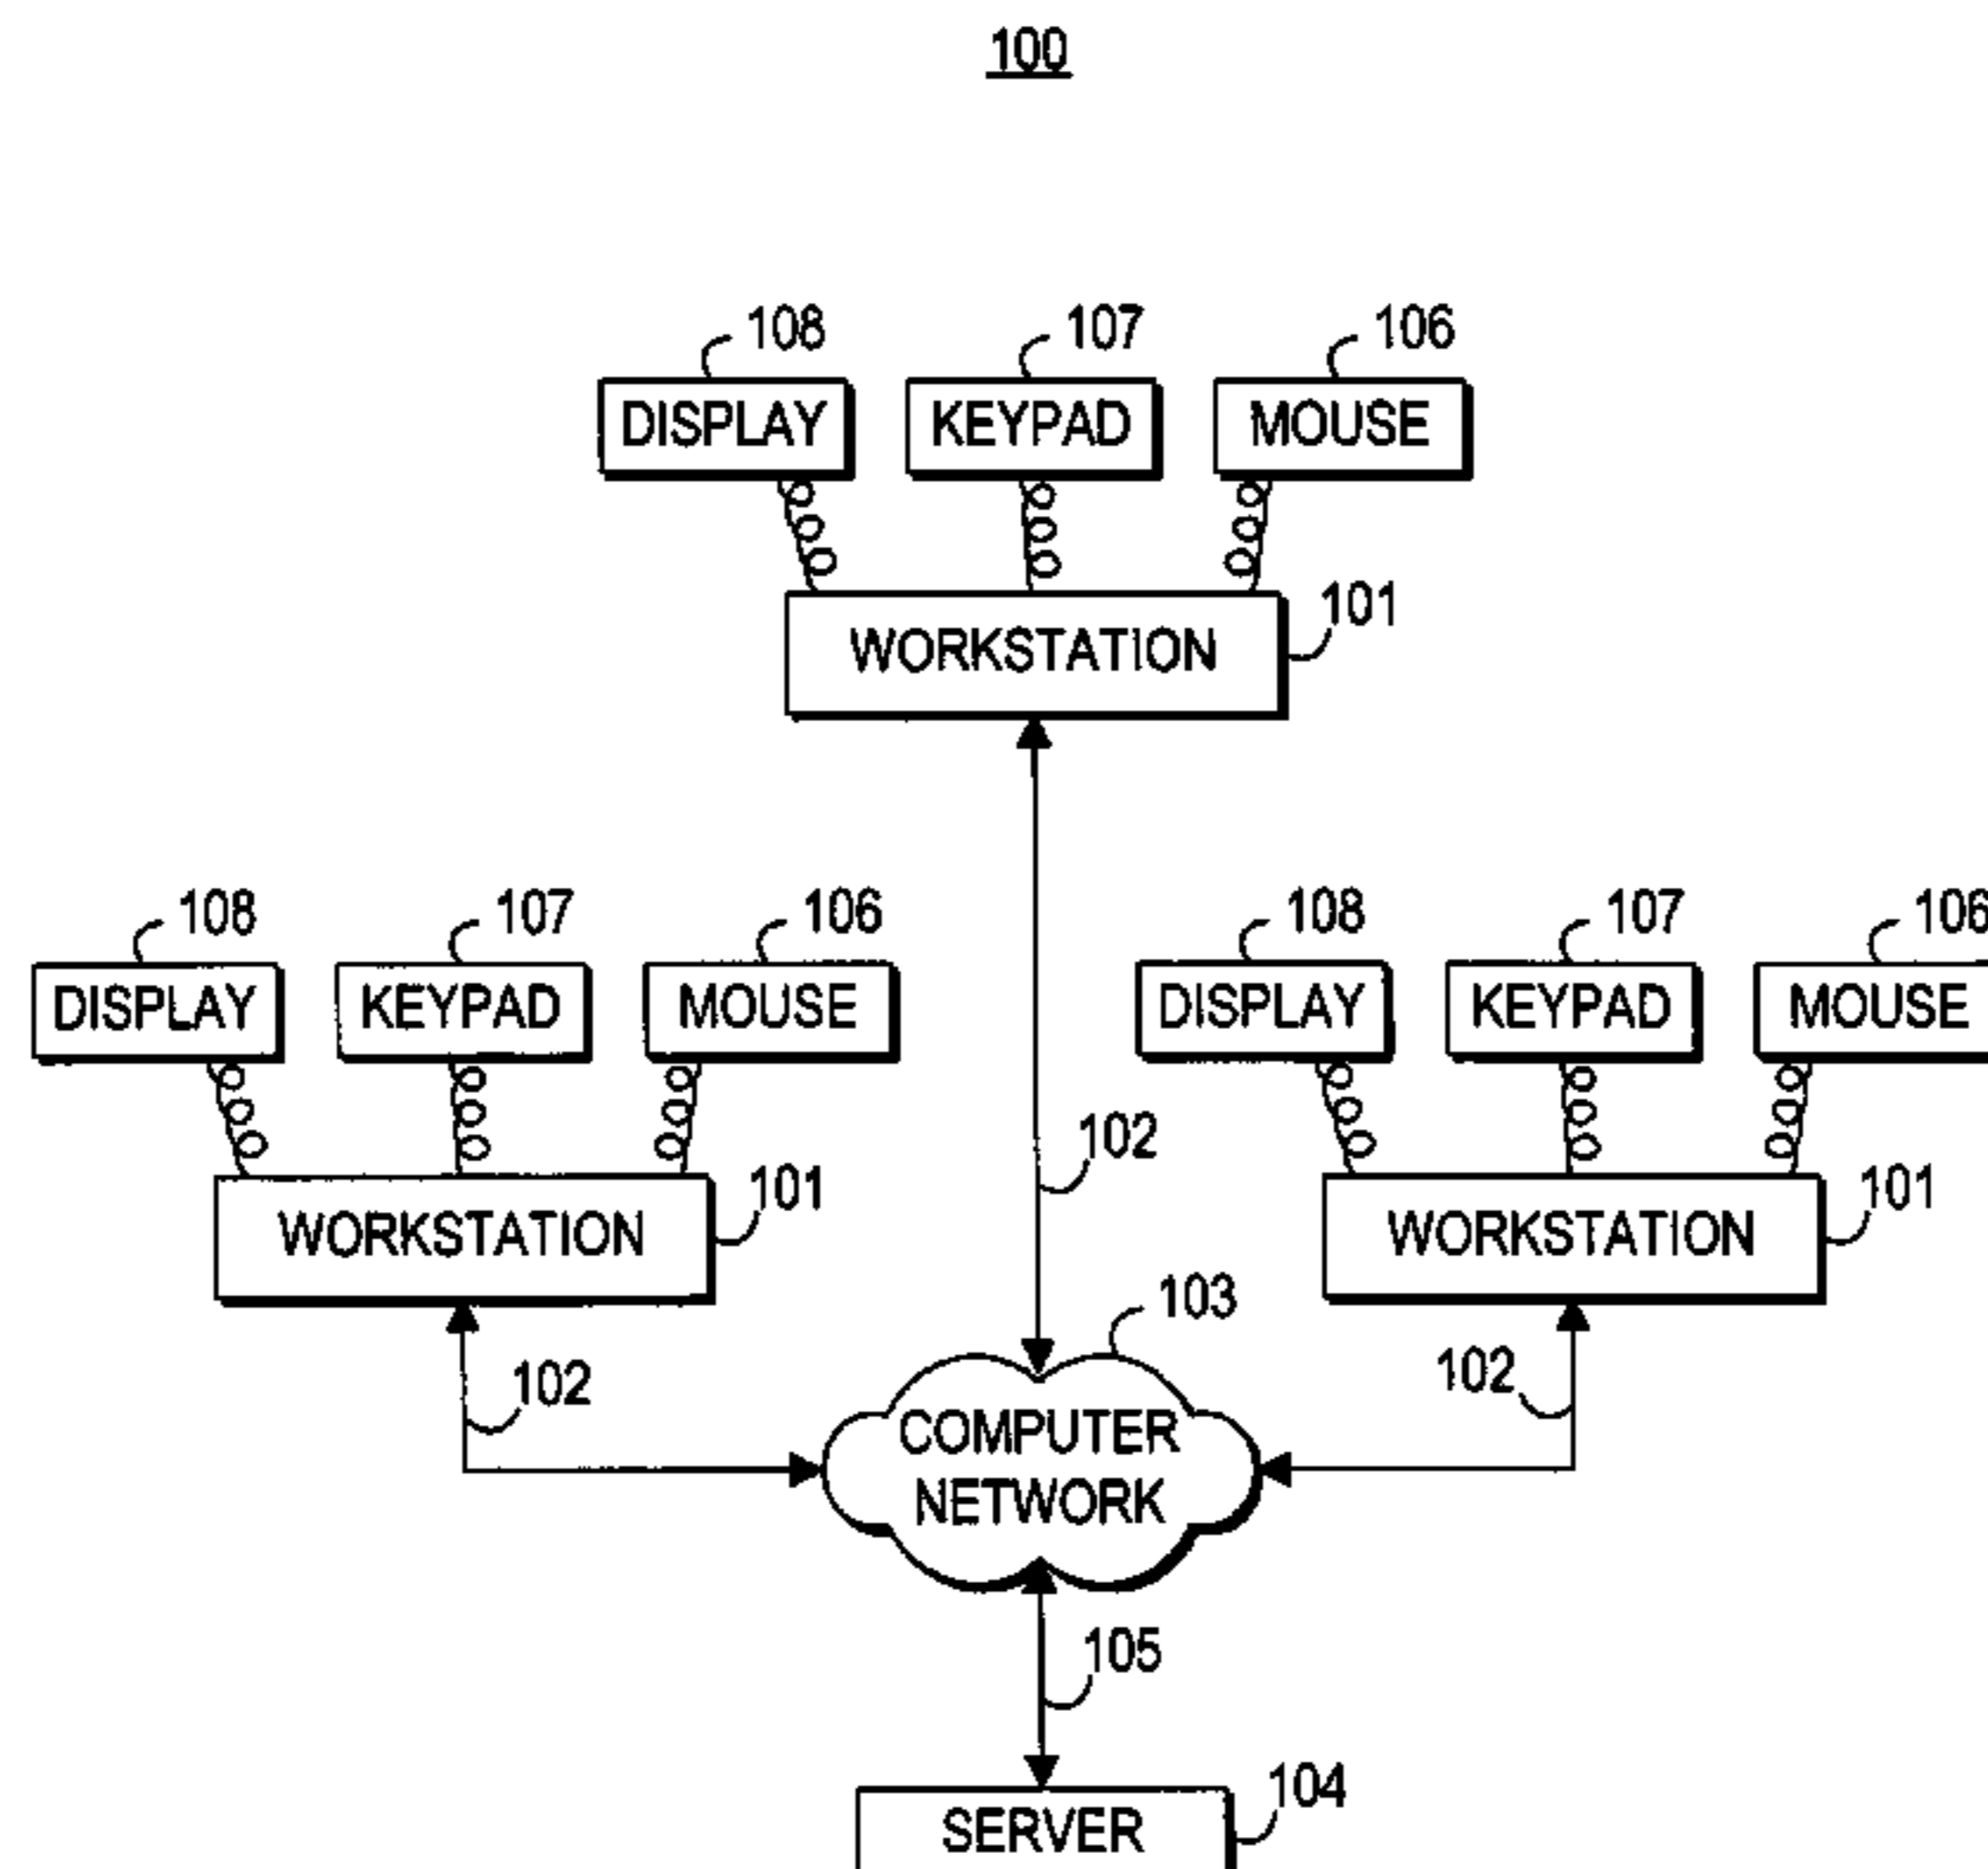 100
108 107 106
DISPLAY KEYPAD MOUSE
101
WORKSTATION
108 107 106 108 107 106
DISPLAY KEYPAD MOUSE DISPLAY KEYPAD MOUSE
102
101 101
WORKSTATION WORKSTATION
103
102 102
COMPUTER
NETWORK
105
104
SERVER